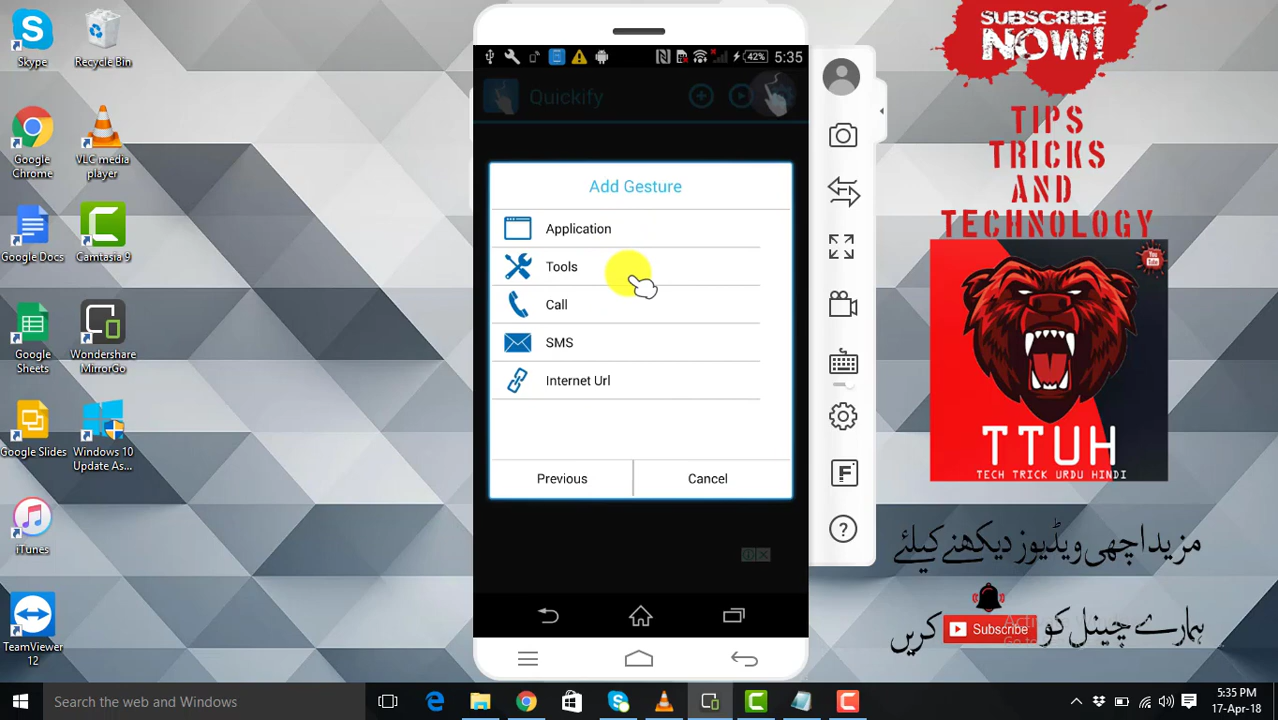 Skype
Recycle Bin
Google Chrome
VLC media player
Google Docs
Camtasia 9
Google Sheets
Wondershare MirrorGo
Google Slides
Windows 10 Update As...
iTunes
TeamViewer 12
42% 5:35
Quickify
Add Gesture
Application
Tools
Call
SMS
Internet Url
Previous Cancel
SUBSCRIBE
NOW!
TIPS
TRICKS
AND
TECHNOLOGY
You Tube
TTUH
TECH TRICK URDU HINDI
مزید اچھی ویڈیوز دیکھنے کیلئے
ہمارے چینل کو Subscribe کریں
Search the web and Windows
5:35 PM
17-Apr-18